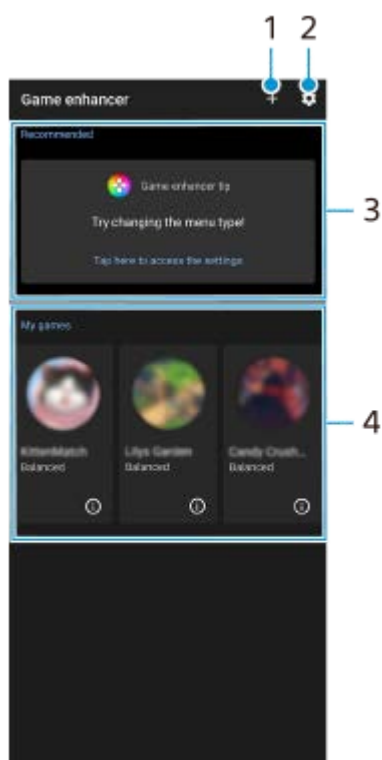 1 2
Game enhancer +
Recommended
Game enhancer tip
Try changing the menu type!
Tap here to access the settings
3
My games
KittenMatch Lilys Garden Candy Crush...
Balanced Balanced Balanced
4